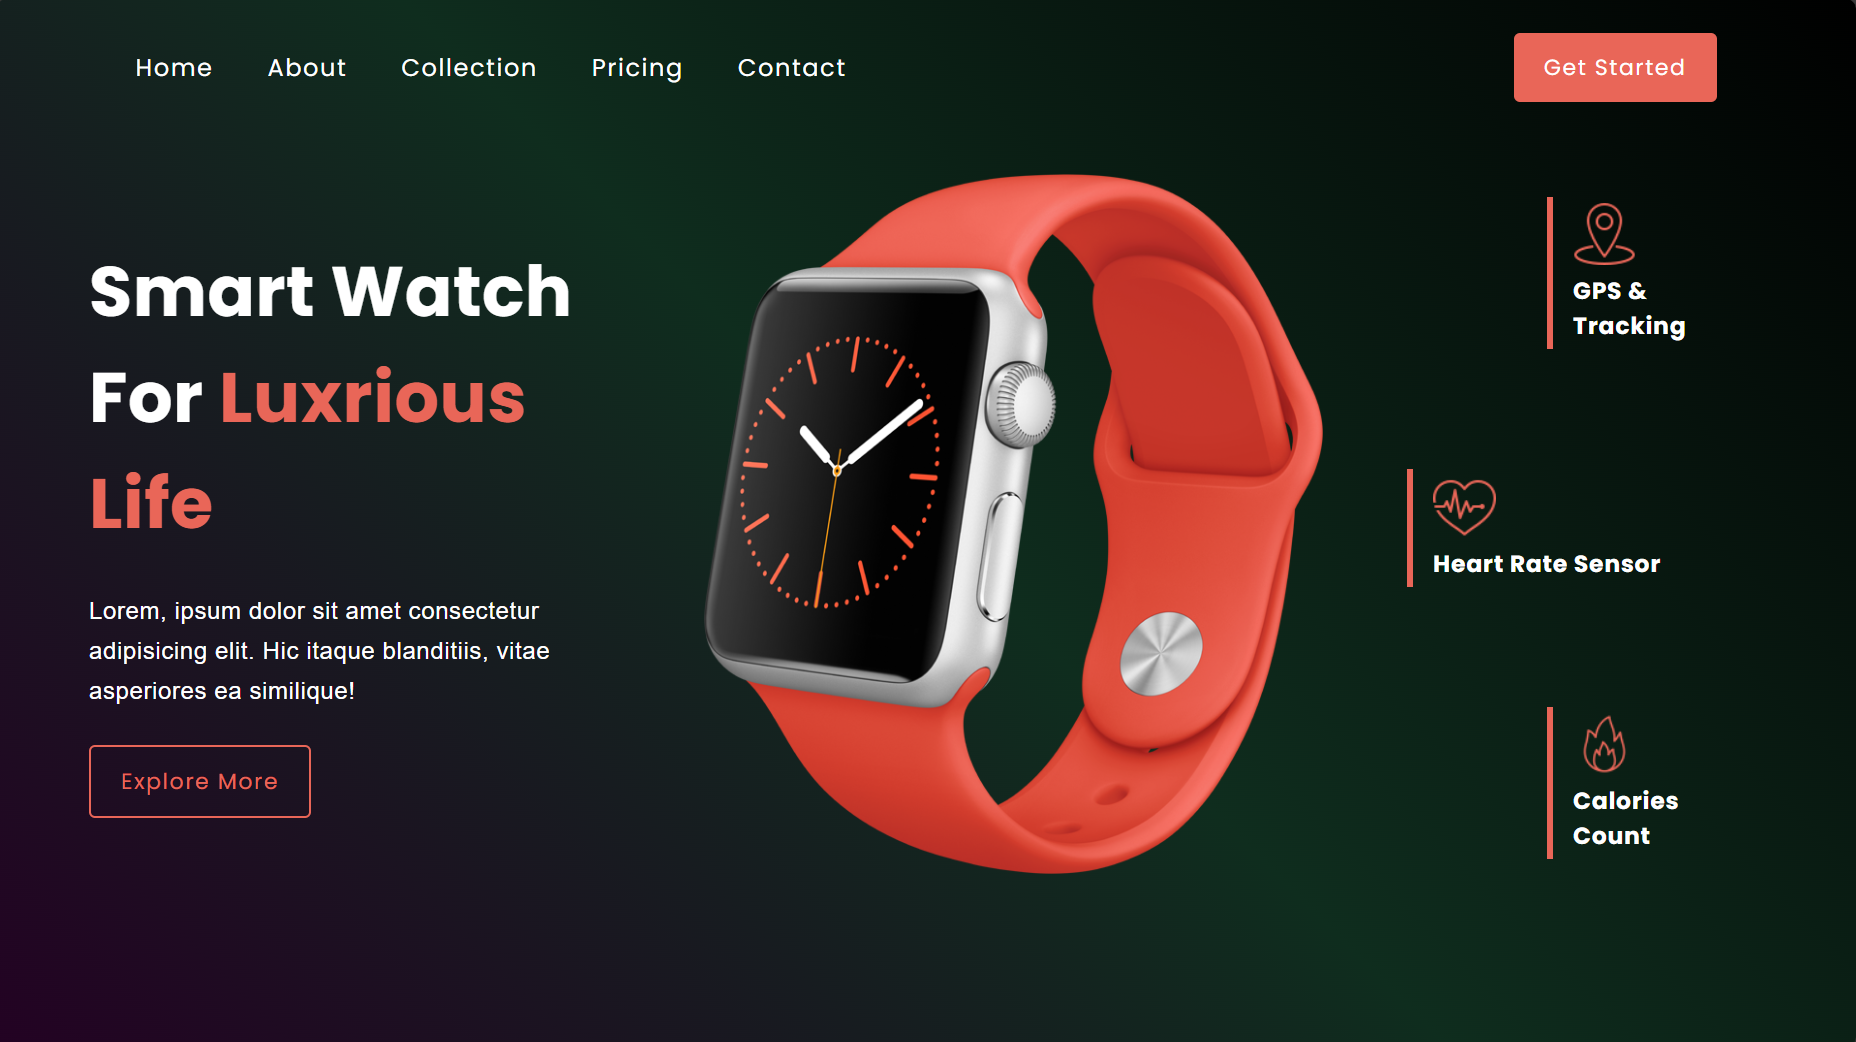 Home About Collection Pricing Contact Get Started
Smart Watch
For Luxrious
Life
Lorem, ipsum dolor sit amet consectetur
adipisicing elit. Hic itaque blanditiis, vitae
asperiores ea similique!
Explore More
GPS &
Tracking
Heart Rate Sensor
Calories
Count